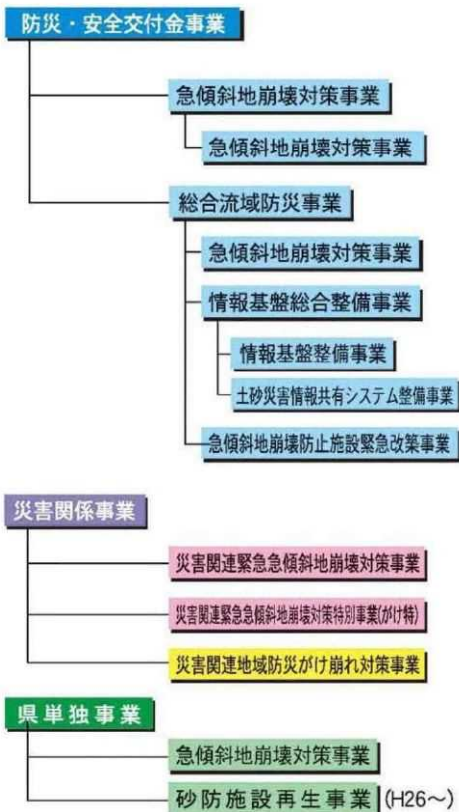 防災・安全交付金事業
急傾斜地崩壊対策事業
急傾斜地崩壊対策事業
総合流域防災事業
急傾斜地崩壊対策事業
情報基盤総合整備事業
情報基盤整備事業
土砂災害情報共有システム整備事業
急傾斜地崩壊防止施設緊急改築事業
災害関係事業
災害関連緊急急傾斜地崩壊対策事業
災害関連緊急急傾斜地崩壊対策特別事業(がけ特)
災害関連地域防災がけ崩れ対策事業
県単独事業
急傾斜地崩壊対策事業
砂防施設再生事業 (H26～)